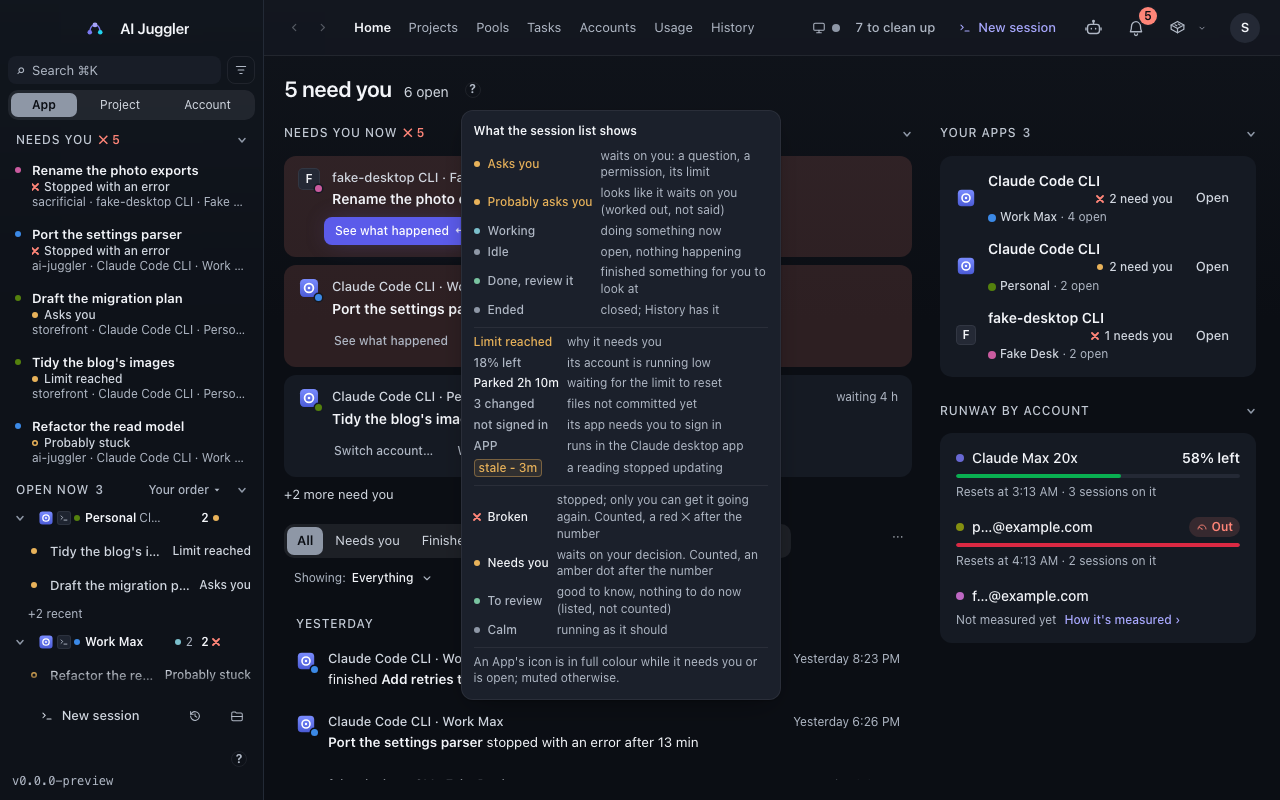 AI Juggler
Search ⌘K
App Project Account
NEEDS YOU 5
Rename the photo exports
Stopped with an error
sacrificial · fake-desktop CLI · Fake ...
Port the settings parser
Stopped with an error
ai-juggler · Claude Code CLI · Work ...
Draft the migration plan
Asks you
storefront · Claude Code CLI · Perso...
Tidy the blog's images
Limit reached
storefront · Claude Code CLI · Perso...
Refactor the read model
Probably stuck
ai-juggler · Claude Code CLI · Work ...
OPEN NOW 3 Your order
Personal Cl... 2
Tidy the blog's i... Limit reached
Draft the migration p... Asks you
+2 recent
Work Max 2 2
Refactor the re... Probably stuck
New session
?
v0.0.0-preview
Home Projects Pools Tasks Accounts Usage History
7 to clean up
New session
5
S
5 need you 6 open ?
NEEDS YOU NOW 5
F
fake-desktop CLI · Fa
Rename the photo
See what happened
Claude Code CLI · Wo
Port the settings pa
See what happened
Claude Code CLI · Pe
waiting 4 h
Tidy the blog's ima
Switch account...
+2 more need you
All Needs you Finishe
...
Showing: Everything
YESTERDAY
Claude Code CLI · Wo
Yesterday 8:23 PM
finished Add retries t
Claude Code CLI · Work Max
Yesterday 6:26 PM
Port the settings parser stopped with an error after 13 min
What the session list shows
Asks you waits on you: a question, a
permission, its limit
Probably asks you looks like it waits on you
(worked out, not said)
Working doing something now
Idle open, nothing happening
Done, review it finished something for you to
look at
Ended closed; History has it
Limit reached why it needs you
18% left its account is running low
Parked 2h 10m waiting for the limit to reset
3 changed files not committed yet
not signed in its app needs you to sign in
APP runs in the Claude desktop app
stale - 3m a reading stopped updating
Broken stopped; only you can get it going
again. Counted, a red ✕ after the
number
Needs you waits on your decision. Counted, an
amber dot after the number
To review good to know, nothing to do now
(listed, not counted)
Calm running as it should
An App's icon is in full colour while it needs you or
is open; muted otherwise.
YOUR APPS 3
Claude Code CLI
2 need you Open
Work Max · 4 open
Claude Code CLI
2 need you Open
Personal · 2 open
F
fake-desktop CLI
1 needs you Open
Fake Desk · 2 open
RUNWAY BY ACCOUNT
Claude Max 20x 58% left
Resets at 3:13 AM · 3 sessions on it
p...@example.com Out
Resets at 4:13 AM · 2 sessions on it
f...@example.com
Not measured yet How it's measured ›